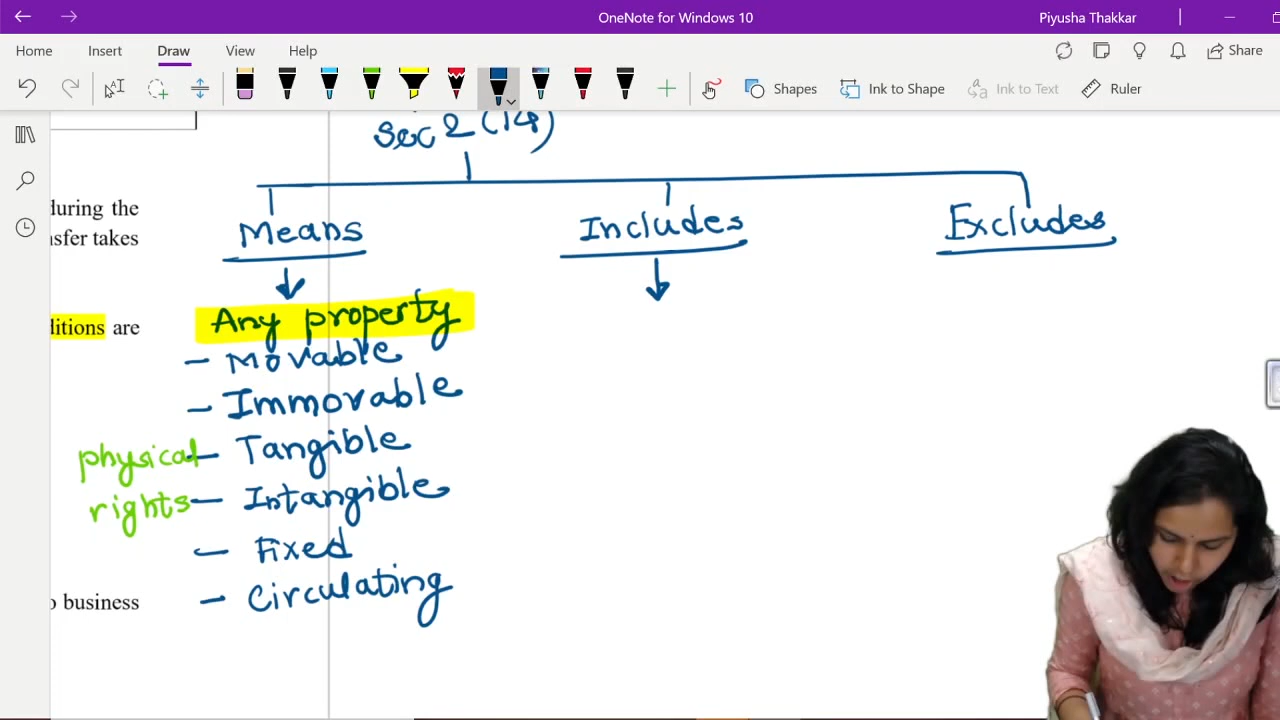 OneNote for Windows 10
Piyusha Thakkar
Home Insert Draw View Help
Share
Shapes Ink to Shape Ink to Text Ruler
Sec 2 (14)
Means Includes Excludes
Any property
- Movable
- Immovable
physical - Tangible
rights - Intangible
- Fixed
- Circulating
during the
sfer takes
ditions are
o business